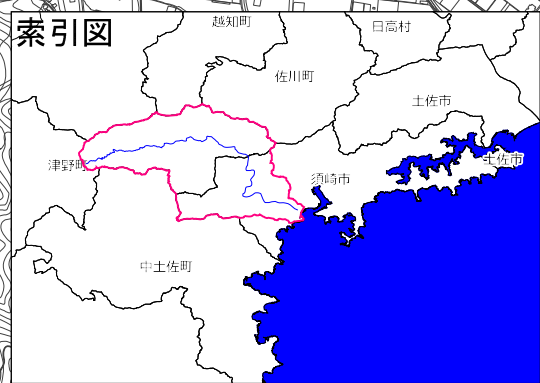 索引図
越知町
日高村
佐川町
土佐市
土佐市
津野町
須崎市
中土佐町